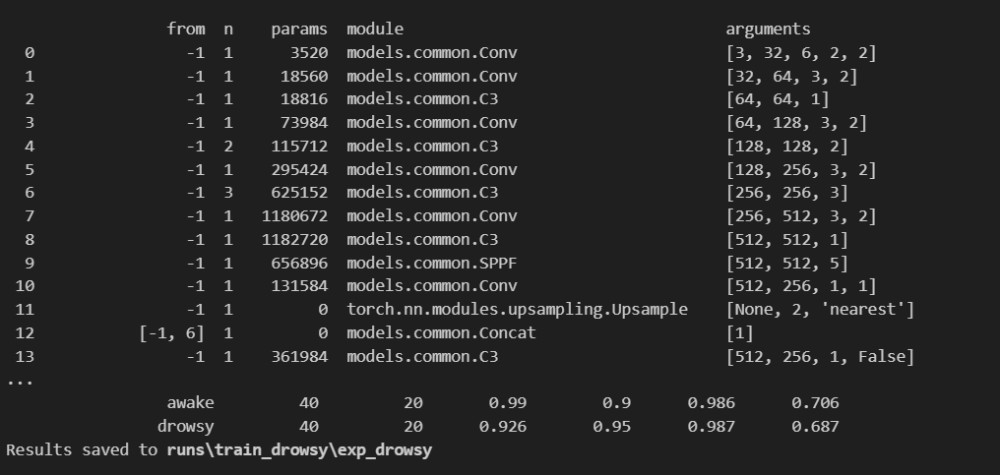 from n params module arguments
0 -1 1 3520 models.common.Conv [3, 32, 6, 2, 2]
1 -1 1 18560 models.common.Conv [32, 64, 3, 2]
2 -1 1 18816 models.common.C3 [64, 64, 1]
3 -1 1 73984 models.common.Conv [64, 128, 3, 2]
4 -1 2 115712 models.common.C3 [128, 128, 2]
5 -1 1 295424 models.common.Conv [128, 256, 3, 2]
6 -1 3 625152 models.common.C3 [256, 256, 3]
7 -1 1 1180672 models.common.Conv [256, 512, 3, 2]
8 -1 1 1182720 models.common.C3 [512, 512, 1]
9 -1 1 656896 models.common.SPPF [512, 512, 5]
10 -1 1 131584 models.common.Conv [512, 256, 1, 1]
11 -1 1 0 torch.nn.modules.upsampling.Upsample [None, 2, 'nearest']
12 [-1, 6] 1 0 models.common.Concat [1]
13 -1 1 361984 models.common.C3 [512, 256, 1, False]
...
awake 40 20 0.99 0.9 0.986 0.706
drowsy 40 20 0.926 0.95 0.987 0.687
Results saved to runs\train_drowsy\exp_drowsy